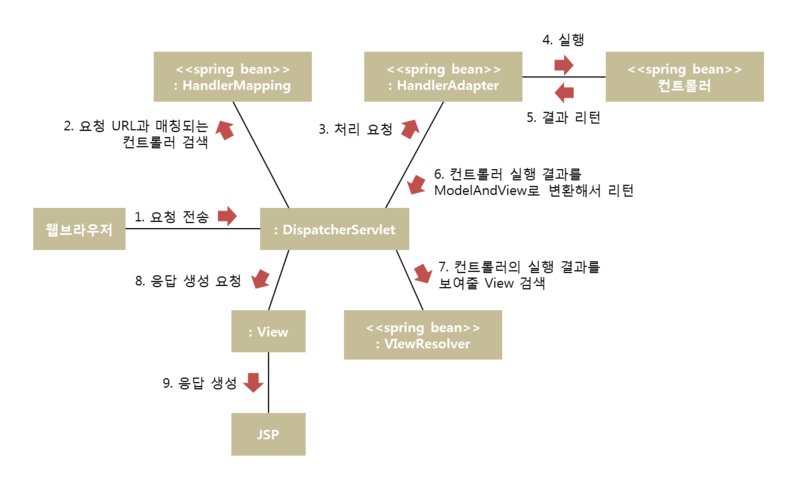 4. 실행
<<spring bean>>
: HandlerMapping
<<spring bean>>
: HandlerAdapter
<<spring bean>>
컨트롤러
5. 결과 리턴
2. 요청 URL과 매칭되는
컨트롤러 검색
3. 처리 요청
6. 컨트롤러 실행 결과를
ModelAndView로 변환해서 리턴
웹브라우저
1. 요청 전송
: DispatcherServlet
8. 응답 생성 요청
7. 컨트롤러의 실행 결과를
보여줄 View 검색
: View
<<spring bean>>
: VIewResolver
9. 응답 생성
JSP